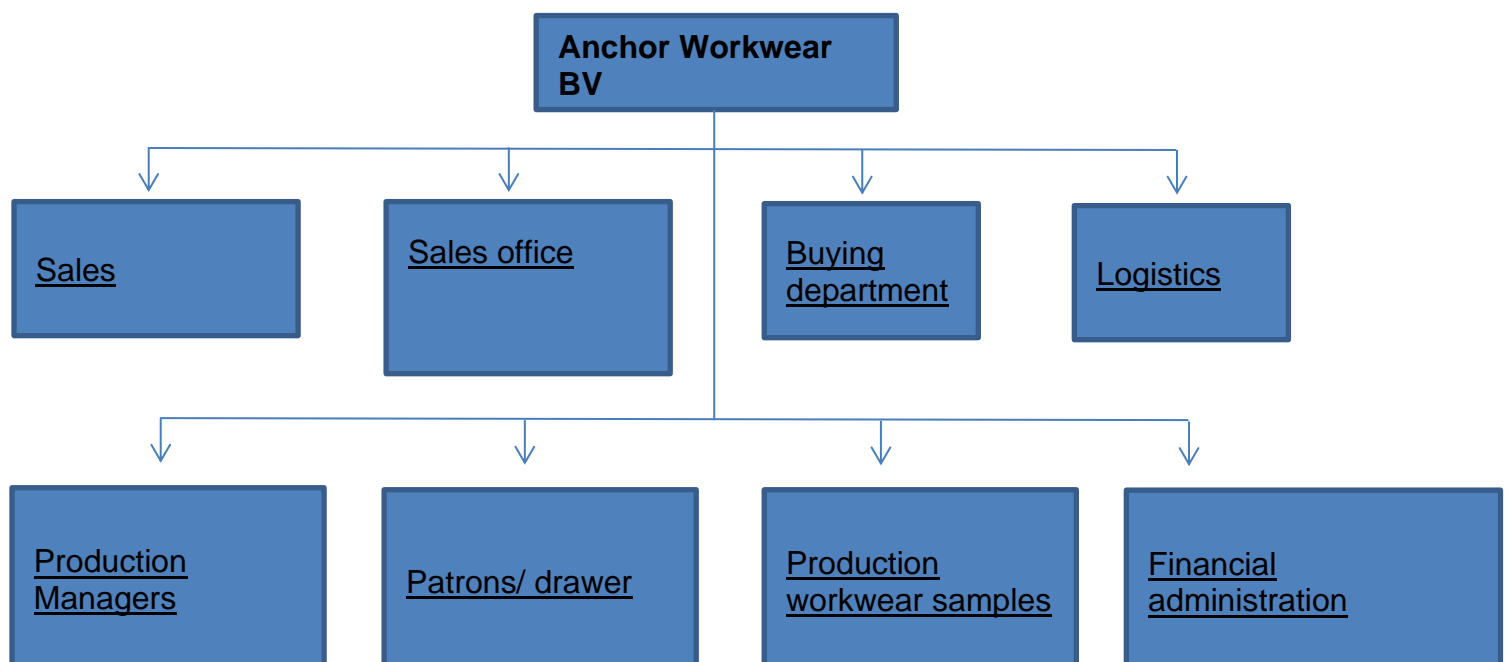 Anchor Workwear
BV
Sales
Sales office
Buying
department
Logistics
Production
Managers
Patrons/ drawer
Production
workwear samples
Financial
administration